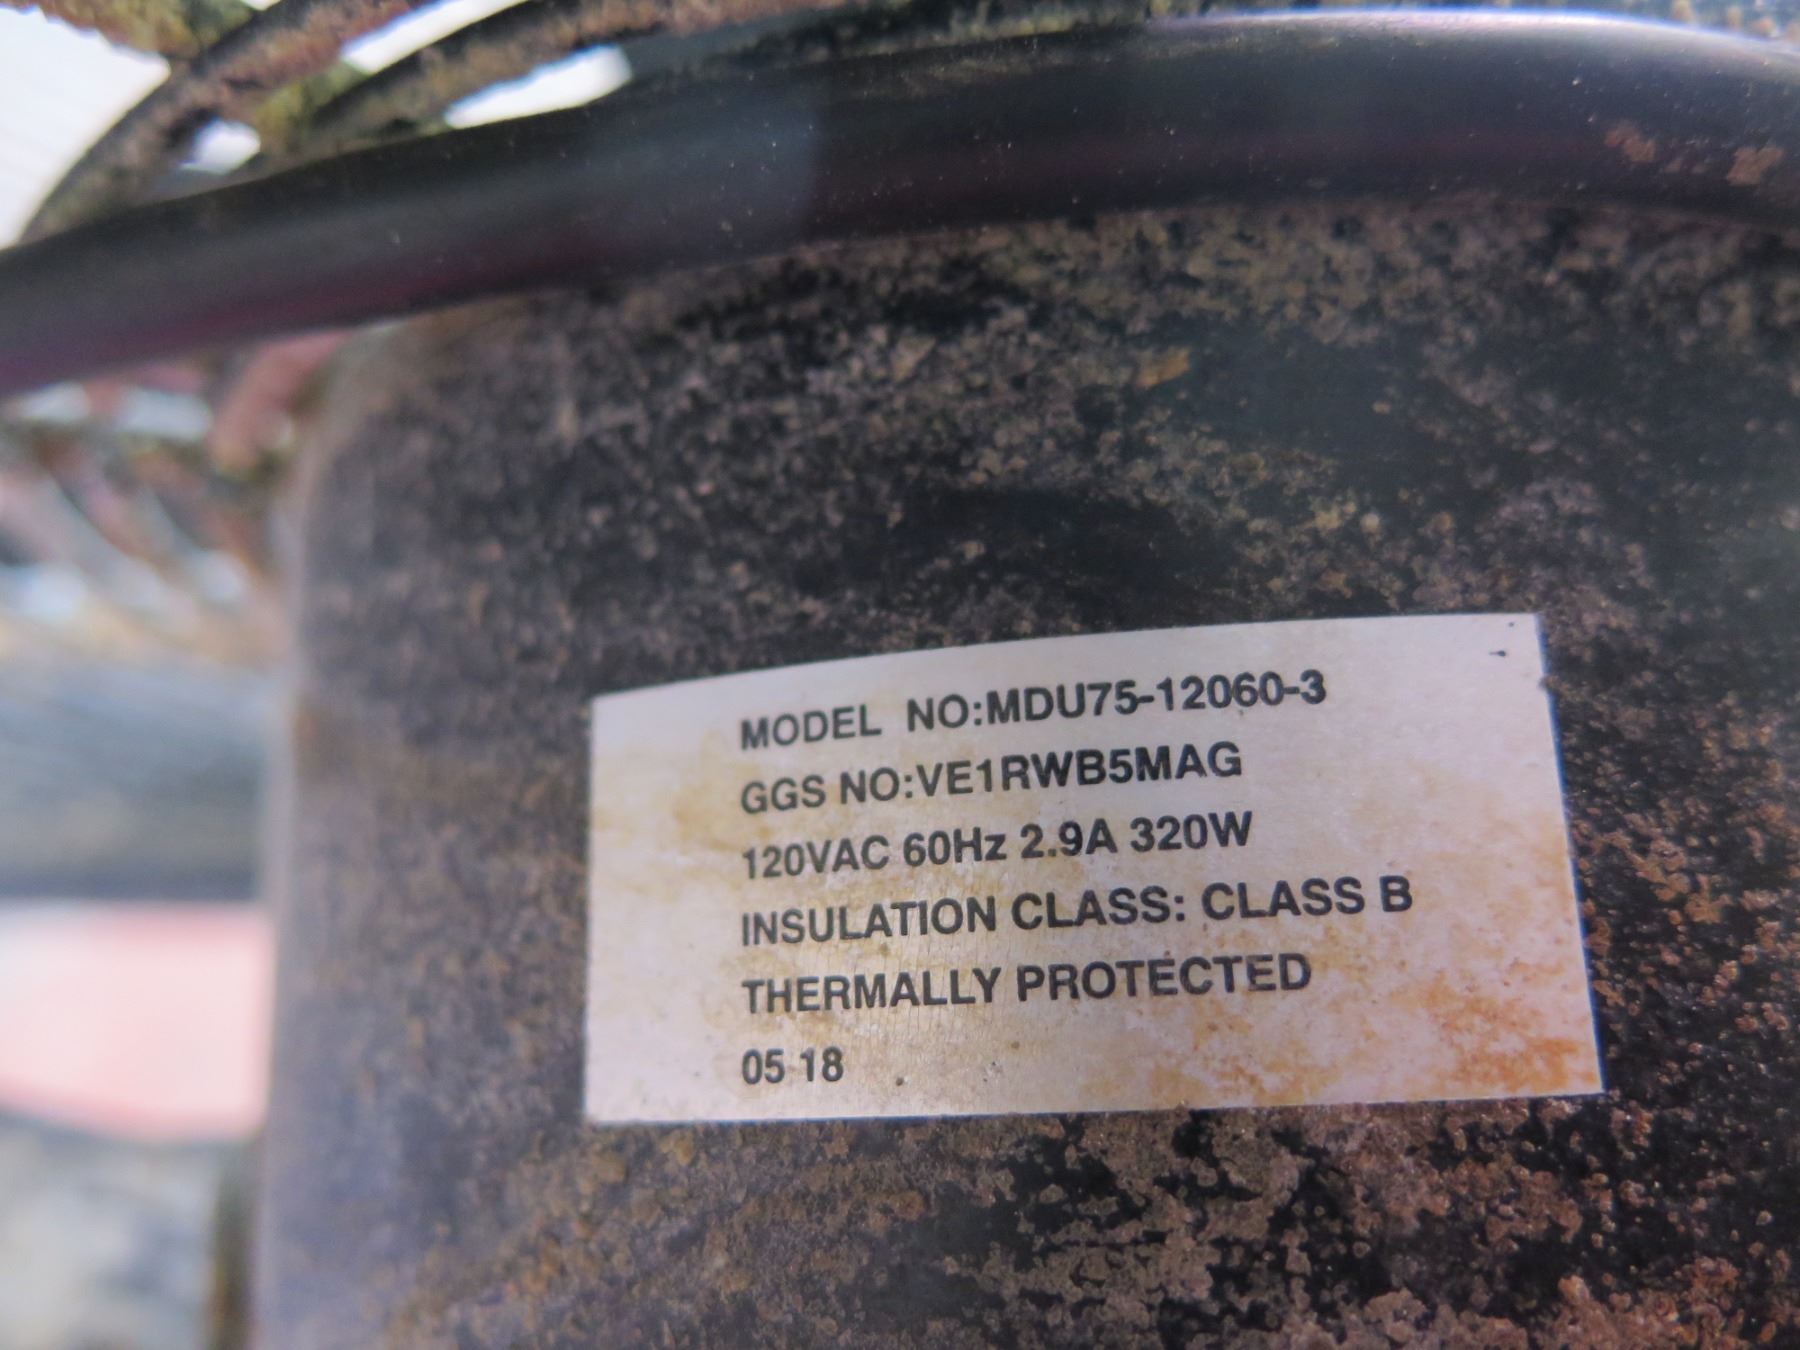 MODEL NO:MDU75-12060-3
GGS NO:VE1RWB5MAG
120VAC 60Hz 2.9A 320W
INSULATION CLASS: CLASS B
THERMALLY PROTECTED
05 18